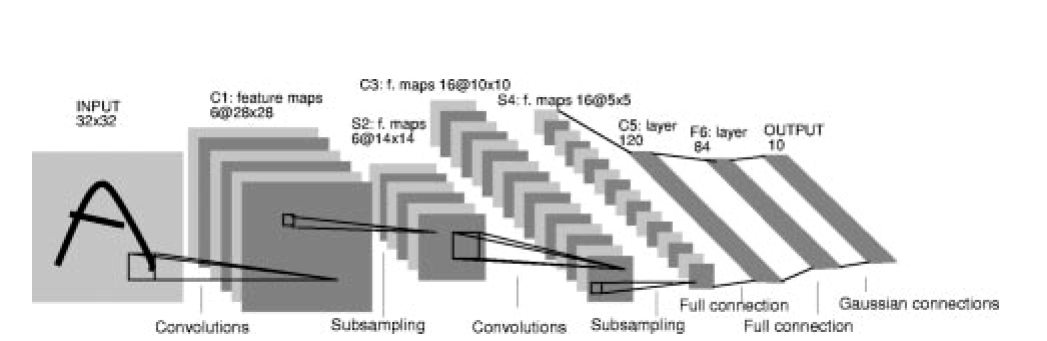 INPUT
32x32
C1: feature maps
6@28x28
S2: f. maps
6@14x14
C3: f. maps 16@10x10
S4: f. maps 16@5x5
C5: layer
120
F6: layer
84
OUTPUT
10
Convolutions
Subsampling
Convolutions
Subsampling
Full connection
Full connection
Gaussian connections
A